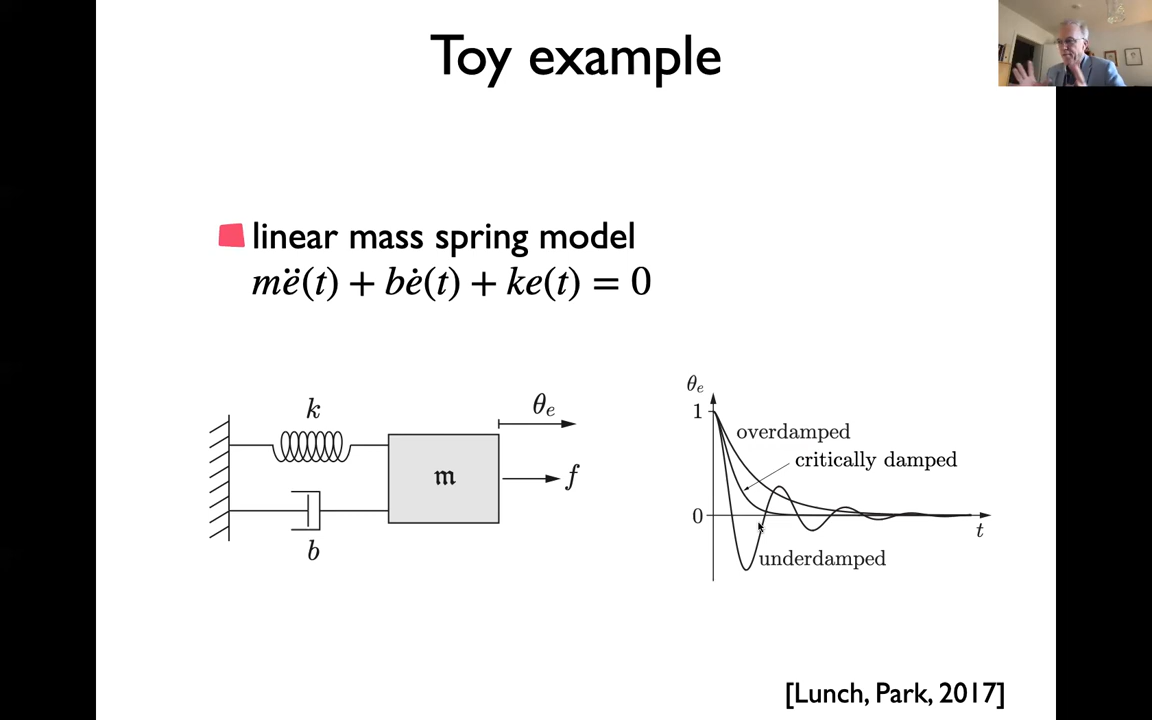 Toy example
linear mass spring model
më(t) + bė(t) + ke(t) = 0
k
θₑ
𝔪
f
b
θₑ
1
overdamped
critically damped
0
t
underdamped
[Lunch, Park, 2017]